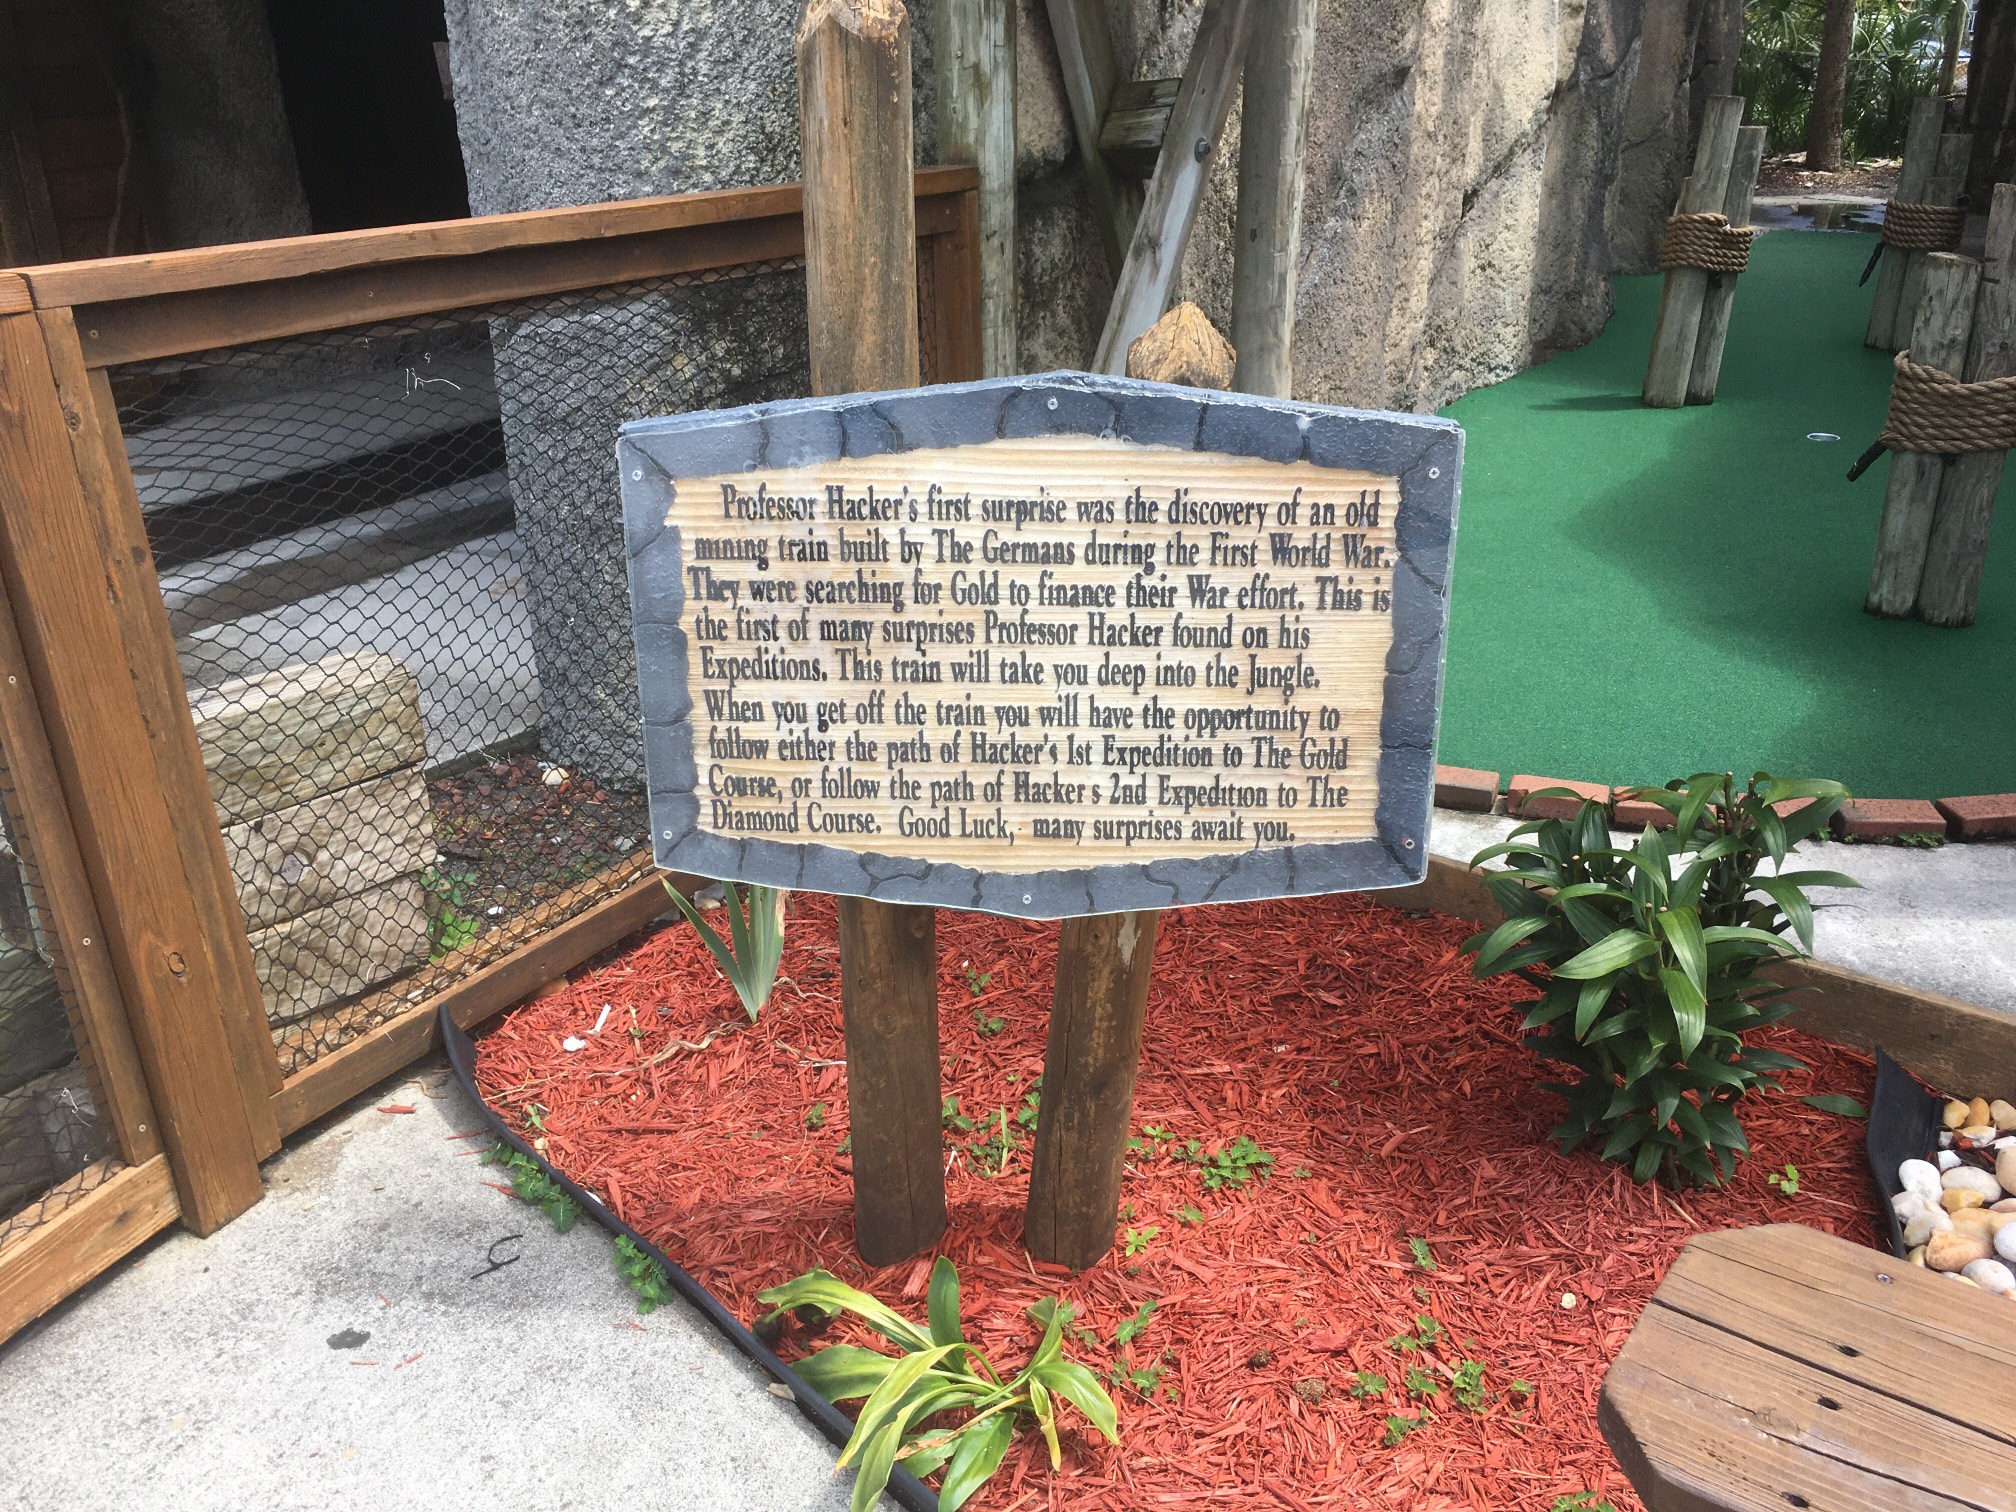 Professor Hacker's first surprise was the discovery of an old
mining train built by The Germans during the First World War.
They were searching for Gold to finance their War effort. This is
the first of many surprises Professor Hacker found on his
Expeditions. This train will take you deep into the Jungle.
When you get off the train you will have the opportunity to
follow either the path of Hacker's 1st Expedition to The Gold
Course, or follow the path of Hacker s 2nd Expedition to The
Diamond Course. Good Luck, many surprises await you.